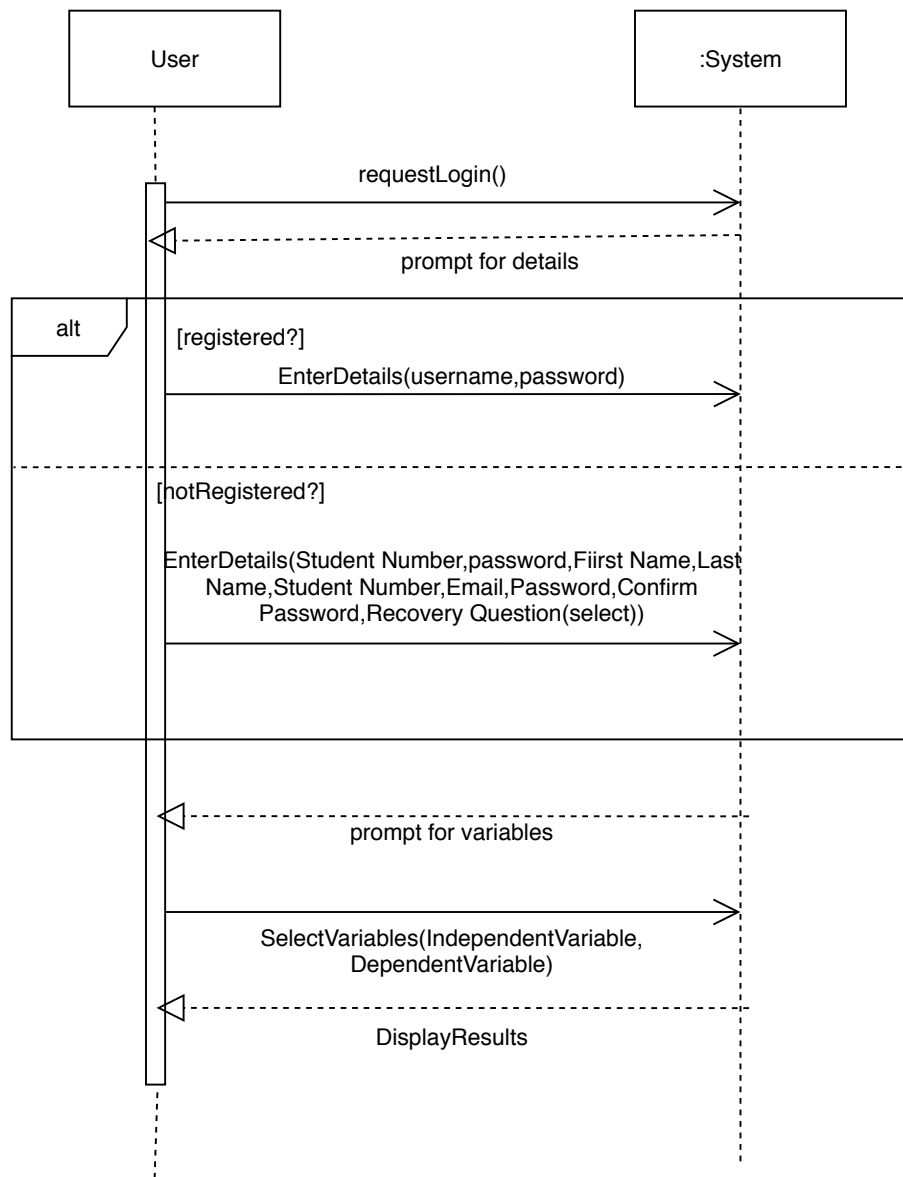 User
:System
requestLogin()
prompt for details
alt
[registered?]
EnterDetails(username,password)
[notRegistered?]
EnterDetails(Student Number,password,Fiirst Name,Last
Name,Student Number,Email,Password,Confirm
Password,Recovery Question(select))
prompt for variables
SelectVariables(IndependentVariable,
DependentVariable)
DisplayResults